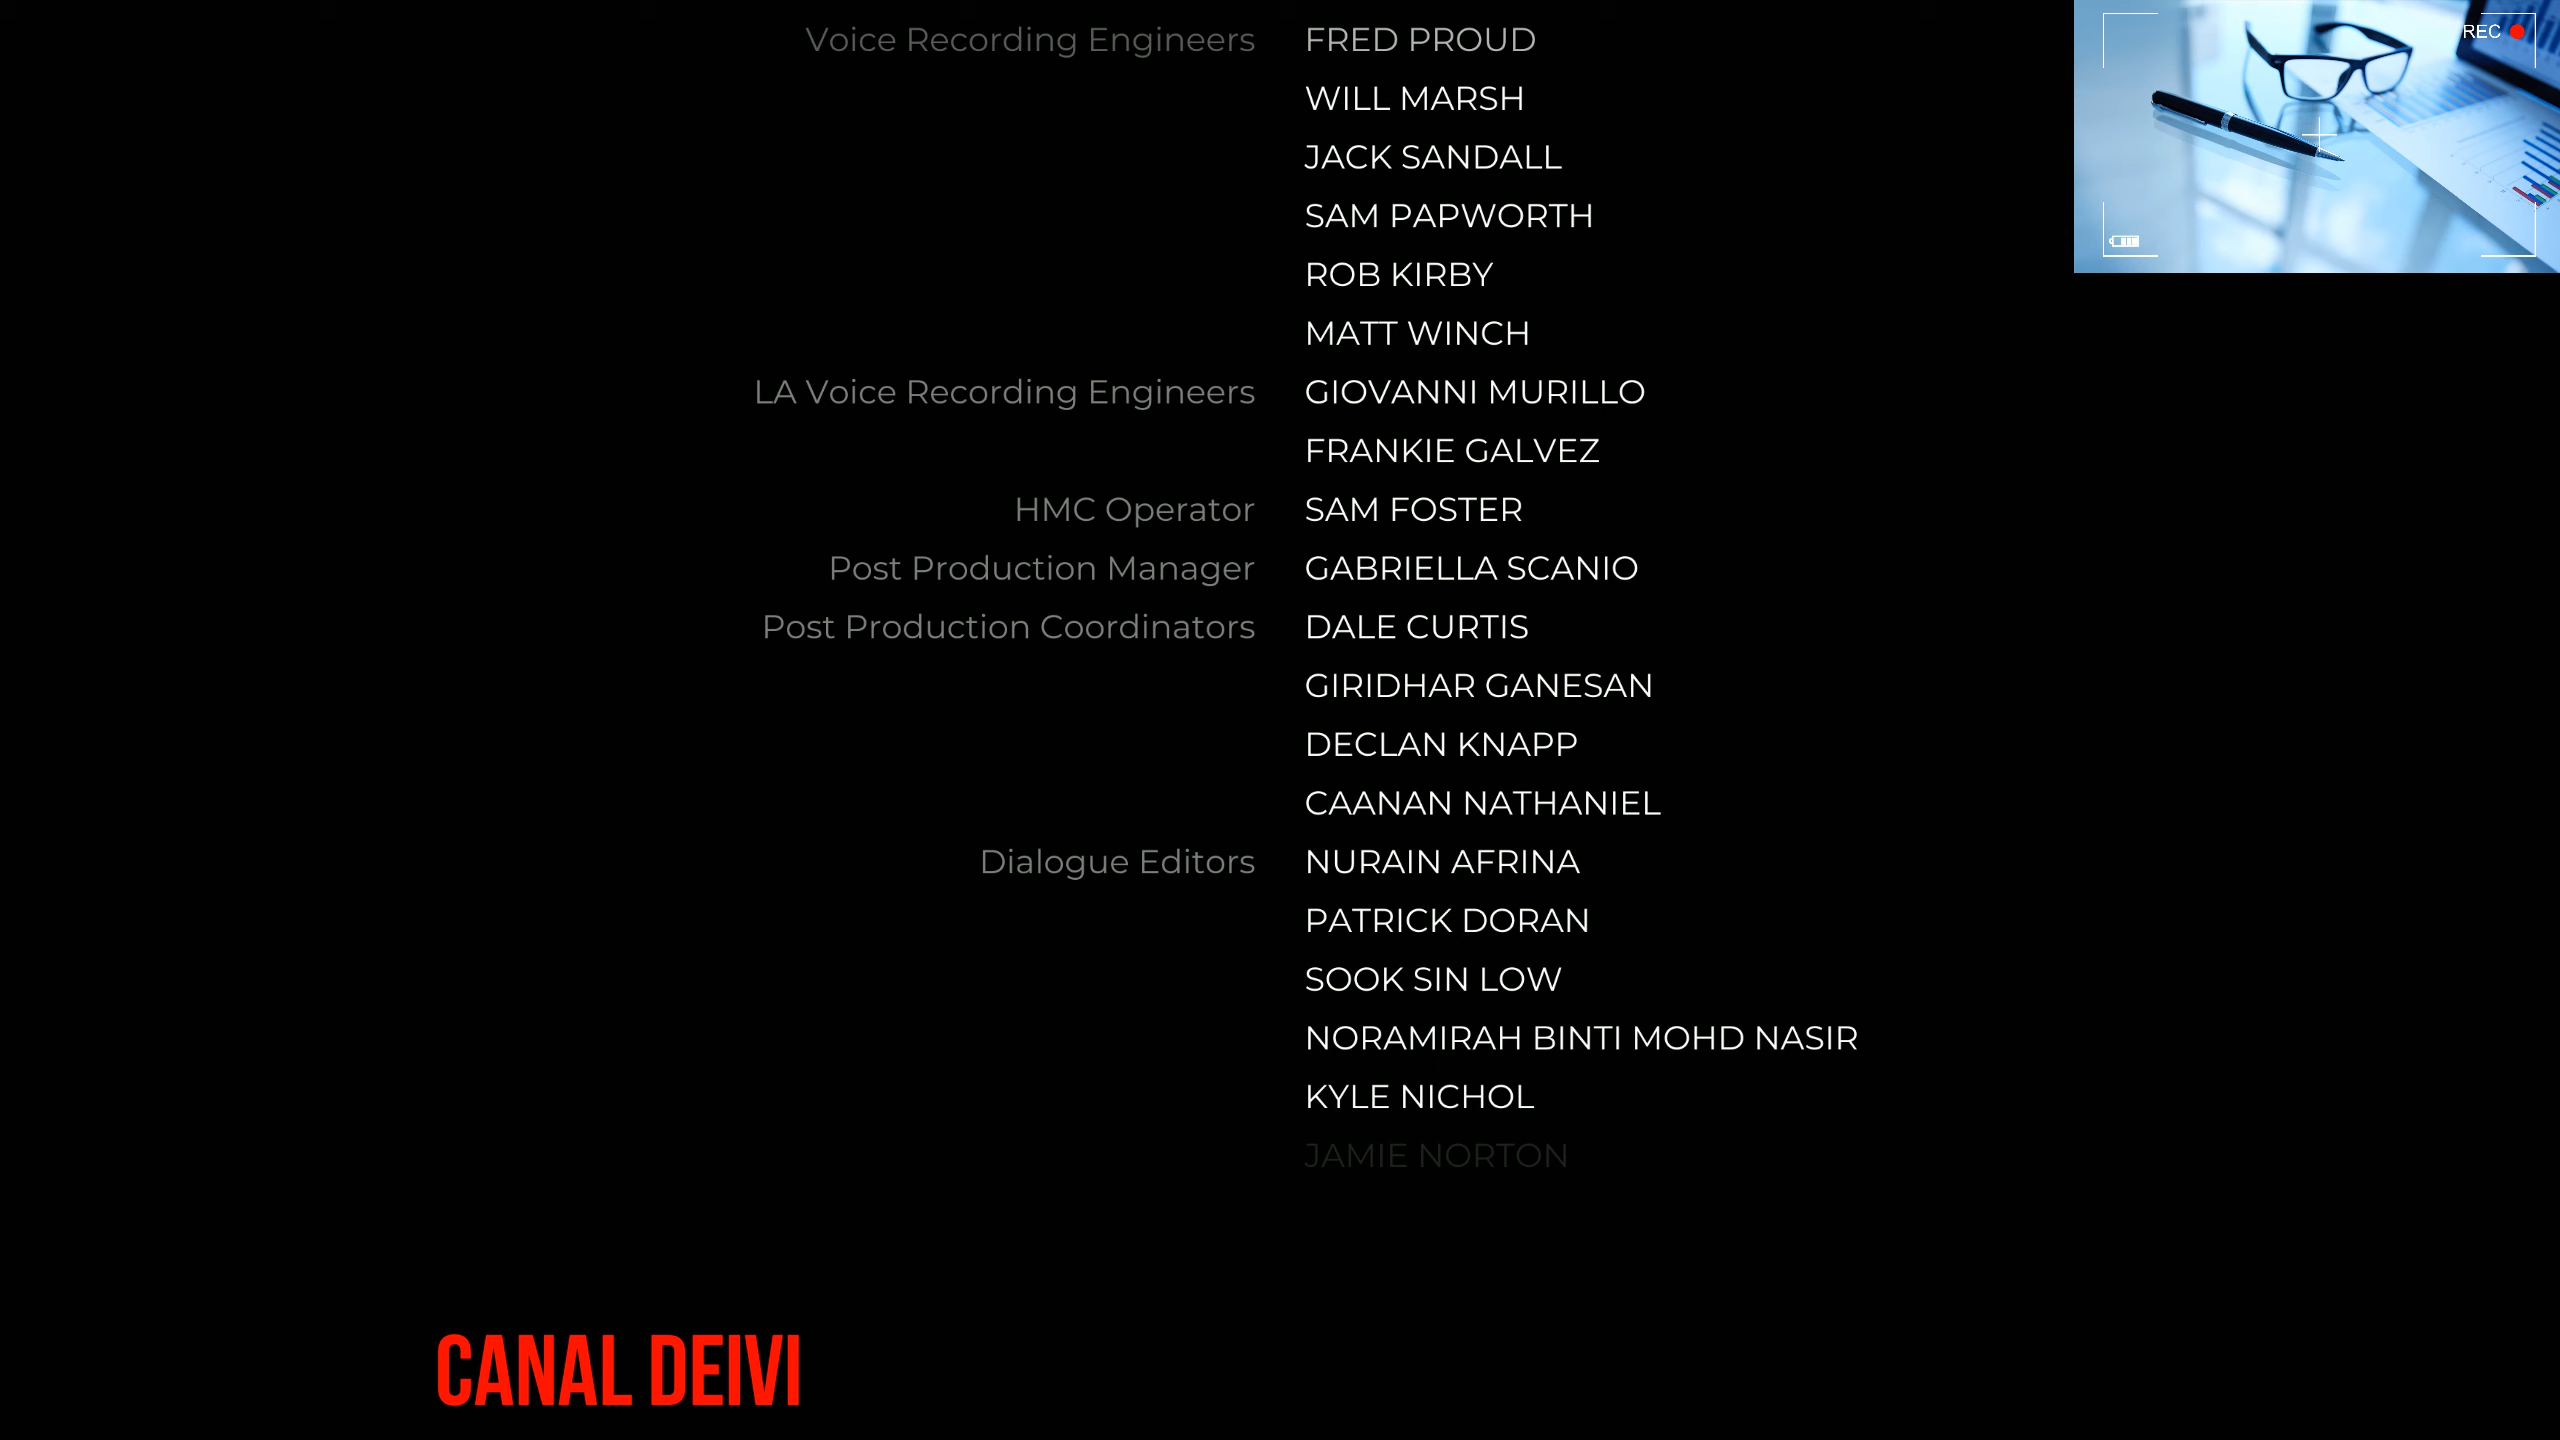 Voice Recording Engineers FRED PROUD
REC
WILL MARSH
JACK SANDALL
SAM PAPWORTH
ROB KIRBY
MATT WINCH
LA Voice Recording Engineers GIOVANNI MURILLO
FRANKIE GALVEZ
HMC Operator SAM FOSTER
Post Production Manager GABRIELLA SCANIO
Post Production Coordinators DALE CURTIS
GIRIDHAR GANESAN
DECLAN KNAPP
CAANAN NATHANIEL
Dialogue Editors NURAIN AFRINA
PATRICK DORAN
SOOK SIN LOW
NORAMIRAH BINTI MOHD NASIR
KYLE NICHOL
JAMIE NORTON
CANAL DEIVI